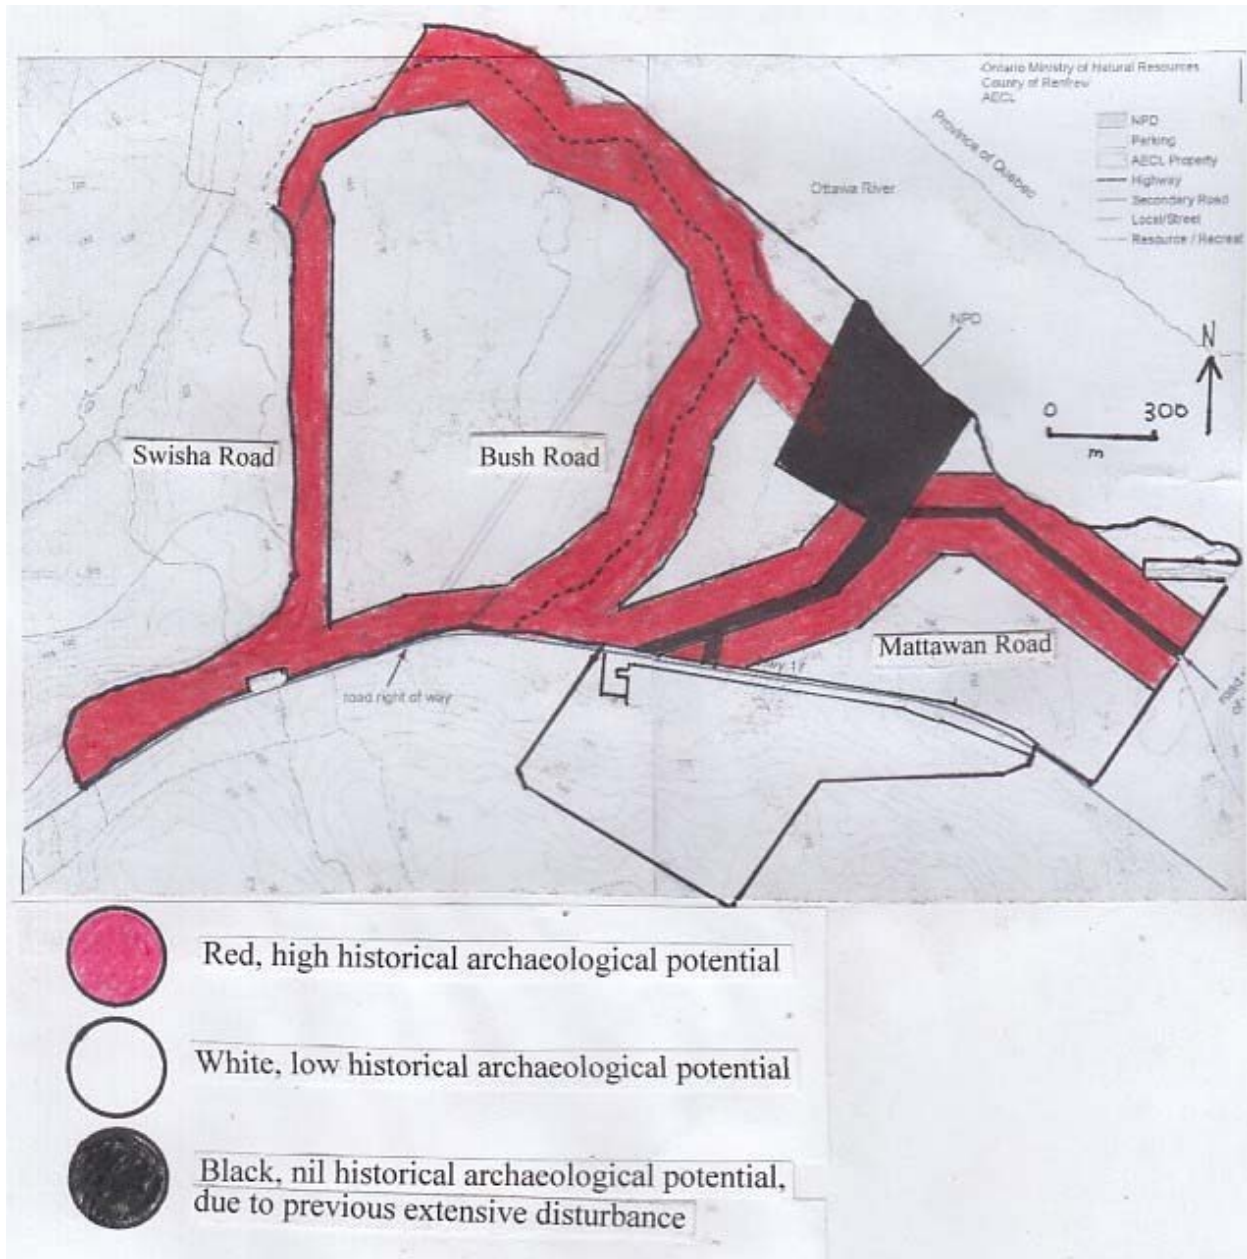 Ontario Ministry of Natural Resources
County of Renfrew
AECL
NPD
Parking
AECL Property
Highway
Secondary Road
Local/Street
Resource / Recreat
Province of Quebec
Ottawa River
NPD
N
0 300
m
Swisha Road
Bush Road
Mattawan Road
road right of way
Red, high historical archaeological potential
White, low historical archaeological potential
Black, nil historical archaeological potential,
due to previous extensive disturbance